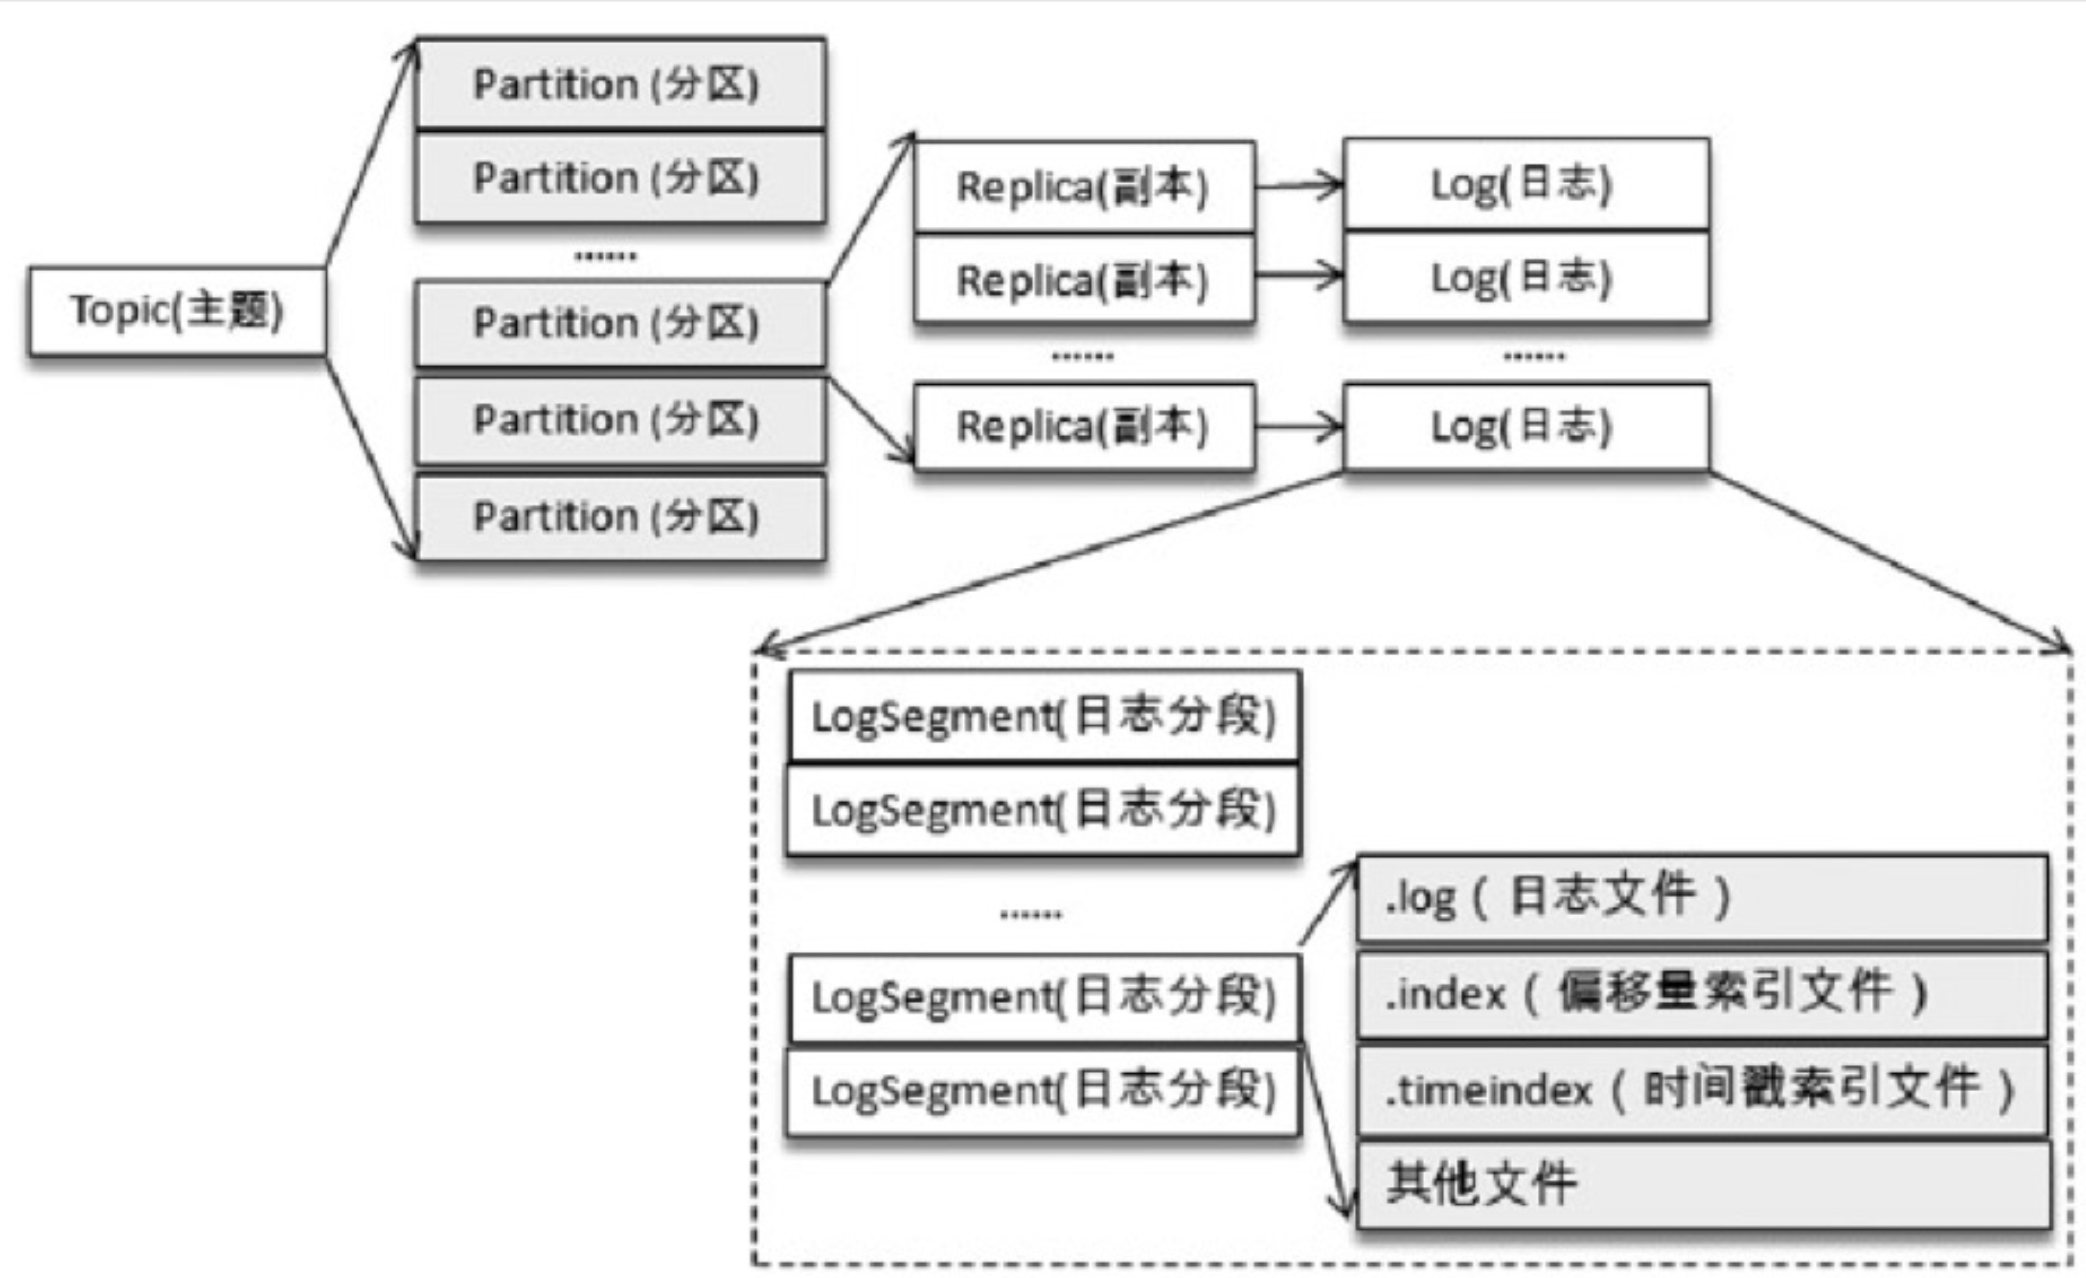 Topic(主题)
Partition (分区)
Partition (分区)
......
Partition (分区)
Partition (分区)
Partition (分区)
Replica(副本)
Replica(副本)
......
Replica(副本)
Log(日志)
Log(日志)
......
Log(日志)
LogSegment(日志分段)
LogSegment(日志分段)
......
LogSegment(日志分段)
LogSegment(日志分段)
.log（日志文件）
.index（偏移量索引文件）
.timeindex（时间戳索引文件）
其他文件